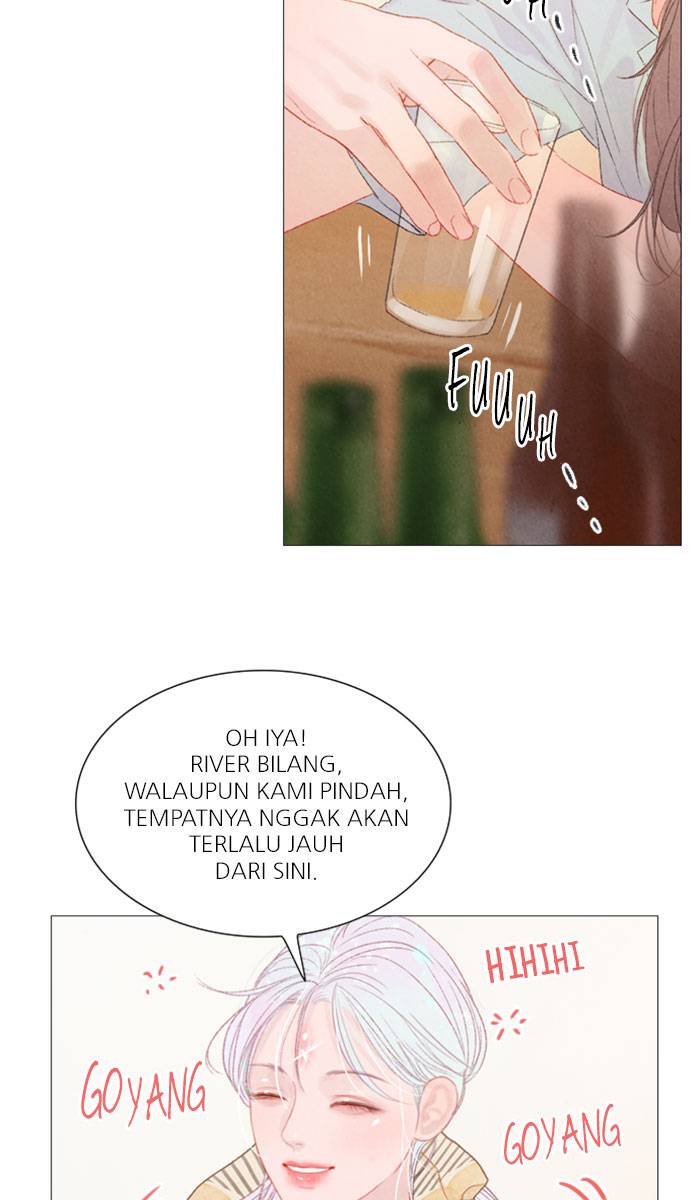 FUUUH
OH IYA!
RIVER BILANG,
WALAUPUN KAMI PINDAH,
TEMPATNYA NGGAK AKAN
TERLALU JAUH
DARI SINI.
HIHIHI
GOYANG
GOYANG